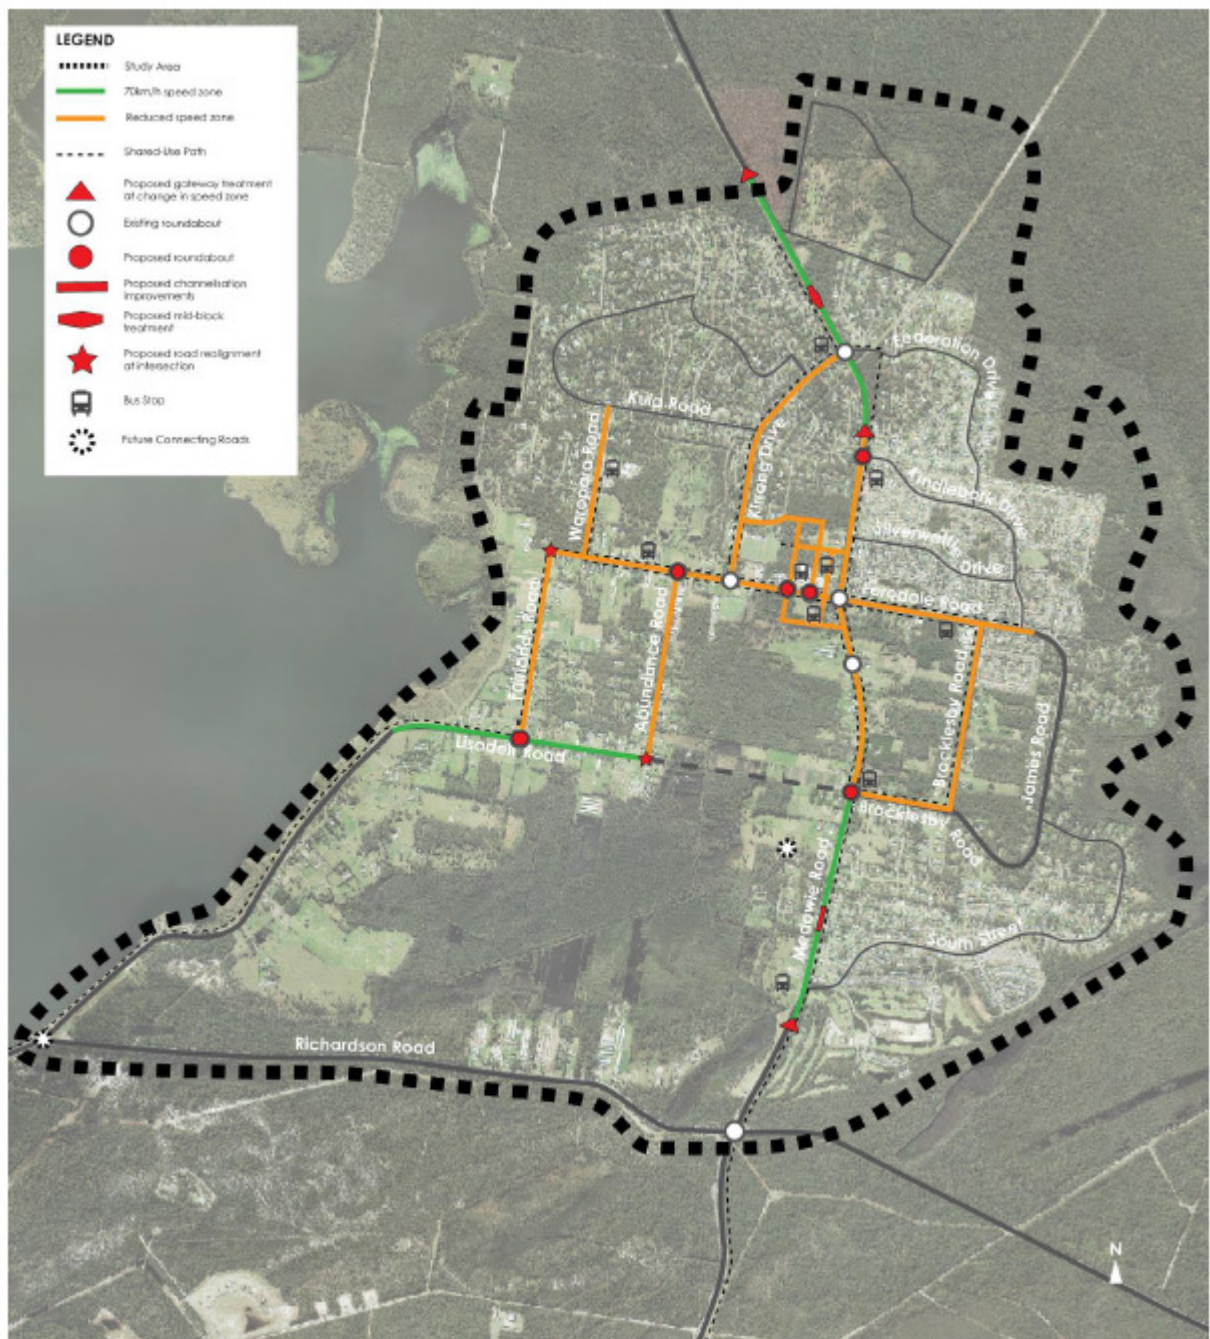 LEGEND
Study Area
70km/h speed zone
Reduced speed zone
Shared-Use Path
Proposed gateway treatment
at change in speed zone
Existing roundabout
Proposed roundabout
Proposed channelisation
improvements
Proposed mid-block
treatment
Proposed road realignment
at intersection
Bus Stop
Future Connecting Roads
Federation Drive
Kula Road
Waropara Road
Kirrang Drive
Kindlebark Drive
Silverwattle
Drive
Ferodale Road
Fairlands Road
Abundance Road
Brocklesby Road
James Road
Lisadell Road
Brocklesby Road
Medowie Road
South Street
Richardson Road
N